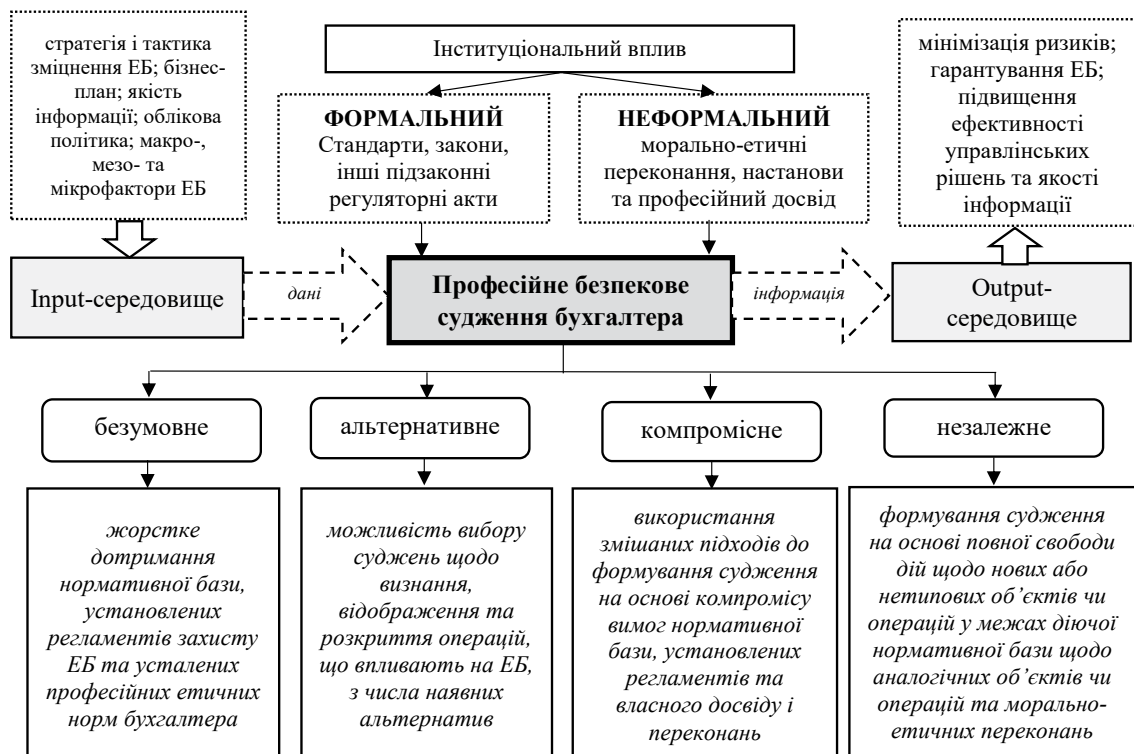 стратегія і тактика
зміцнення ЕБ; бізнес-
план; якість
інформації; облікова
політика; макро-,
мезо- та
мікрофактори ЕБ
Інституціональний вплив
ФОРМАЛЬНИЙ
Стандарти, закони,
інші підзаконні
регуляторні акти
НЕФОРМАЛЬНИЙ
морально-етичні
переконання, настанови
та професійний досвід
мінімізація ризиків;
гарантування ЕБ;
підвищення
ефективності
управлінських
рішень та якості
інформації
Input-середовище
дані
Професійне безпекове
судження бухгалтера
інформація
Output-
середовище
безумовне
альтернативне
компромісне
незалежне
жорстке
дотримання
нормативної бази,
установлених
регламентів захисту
ЕБ та усталених
професійних етичних
норм бухгалтера
можливість вибору
суджень щодо
визнання,
відображення та
розкриття операцій,
що впливають на ЕБ,
з числа наявних
альтернатив
використання
змішаних підходів до
формування судження
на основі компромісу
вимог нормативної
бази, установлених
регламентів та
власного досвіду і
переконань
формування судження
на основі повної свободи
дій щодо нових або
нетипових об’єктів чи
операцій у межах діючої
нормативної бази щодо
аналогічних об’єктів чи
операцій та морально-
етичних переконань